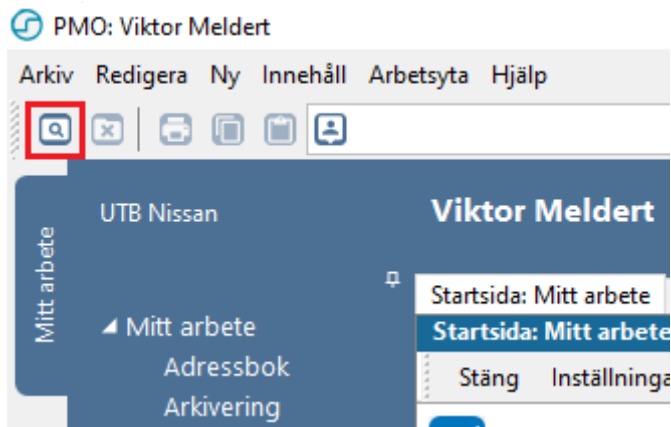 PMO: Viktor Meldert
Arkiv Redigera Ny Innehåll Arbetsyta Hjälp
UTB Nissan
Viktor Meldert
Mitt arbete
Startsida: Mitt arbete
Mitt arbete
Startsida: Mitt arbete
Adressbok
Stäng Inställninga
Arkivering